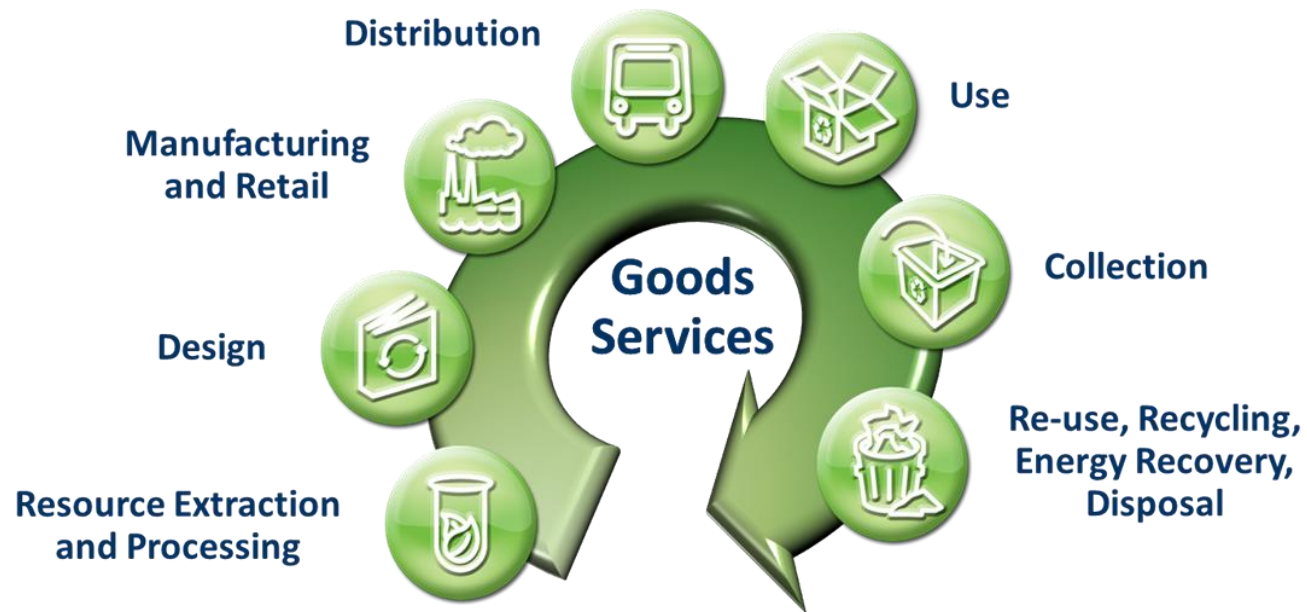 Distribution
Use
Manufacturing
and Retail
Goods
Services
Collection
Design
Re-use, Recycling,
Energy Recovery,
Disposal
Resource Extraction
and Processing